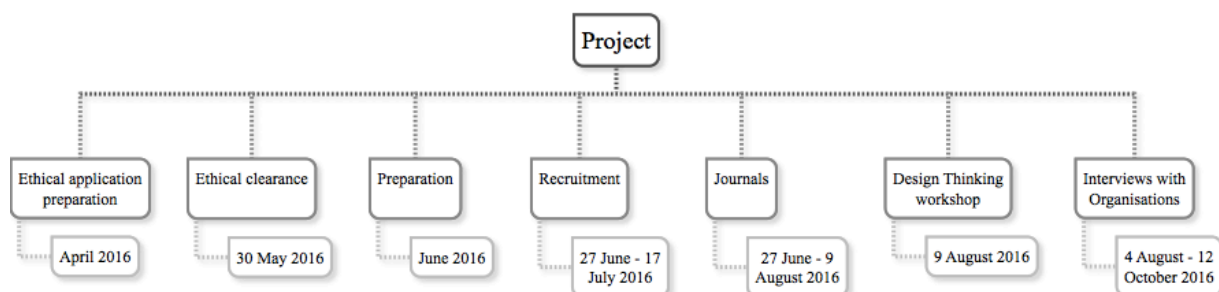 Project
Ethical application
preparation
Ethical clearance
Preparation
Recruitment
Journals
Design Thinking
workshop
Interviews with
Organisations
April 2016
30 May 2016
June 2016
27 June - 17
July 2016
27 June - 9
August 2016
9 August 2016
4 August - 12
October 2016